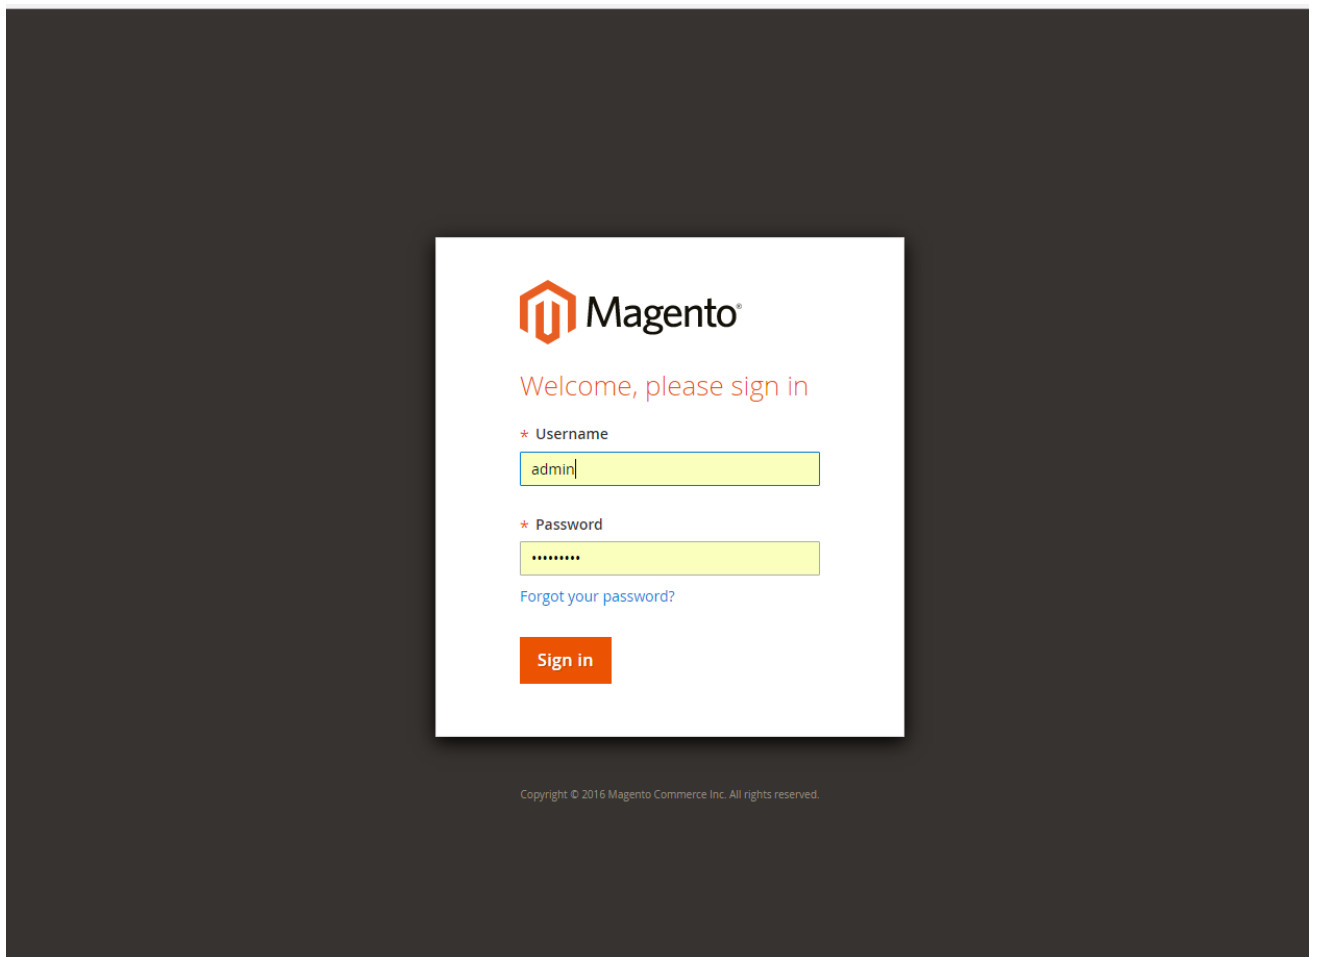 Magento®
Welcome, please sign in
* Username
admin
* Password
•••••••••
Forgot your password?
Sign in
Copyright © 2016 Magento Commerce Inc. All rights reserved.